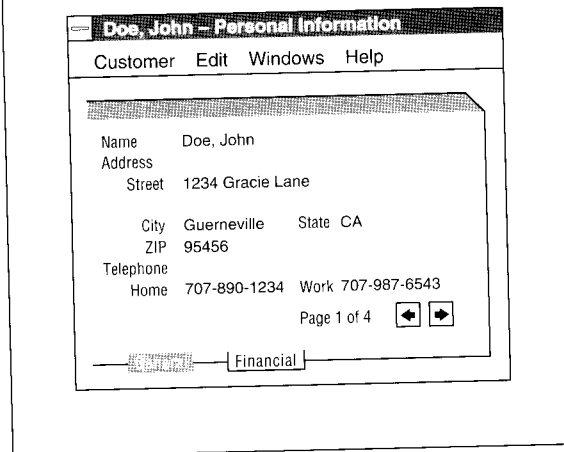 Doe, John – Personal Information
Customer Edit Windows Help
Name Doe, John
Address
Street 1234 Gracie Lane
City Guerneville State CA
ZIP 95456
Telephone
Home 707-890-1234 Work 707-987-6543
Page 1 of 4
Financial